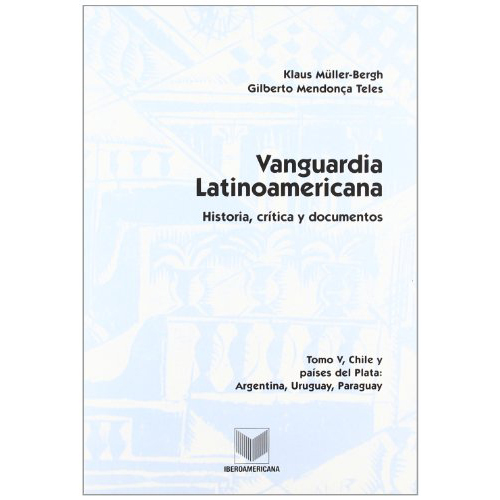 Klaus Müller-Bergh
Gilberto Mendonça Teles
Vanguardia
Latinoamericana
Historia, crítica y documentos
Tomo V, Chile y
países del Plata:
Argentina, Uruguay, Paraguay
IBEROAMERICANA